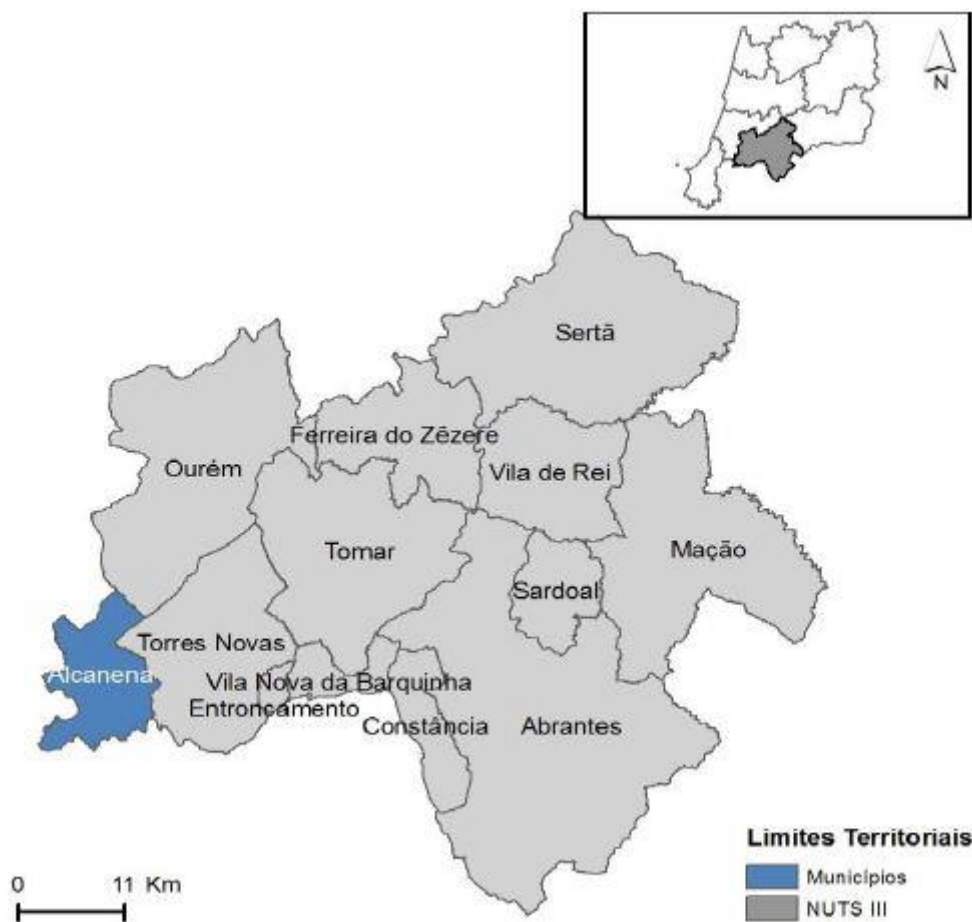 N
Sertã
Ferreira do Zêzere
Ourém
Vila de Rei
Tomar
Mação
Sardoal
Torres Novas
Alcanena
Vila Nova da Barquinha
Entroncamento
Constância
Abrantes
Limites Territoriais
0 11 Km
Municípios
NUTS III